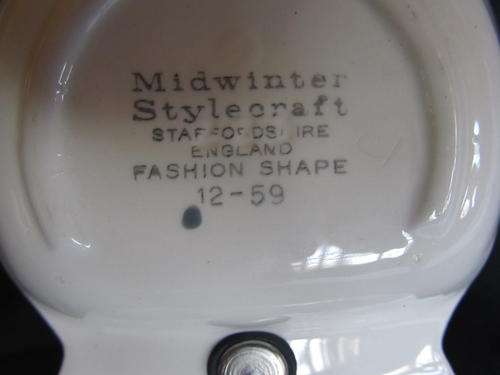 Midwinter
Stylecraft
STAFFORDSHIRE
ENGLAND
FASHION SHAPE
12-59